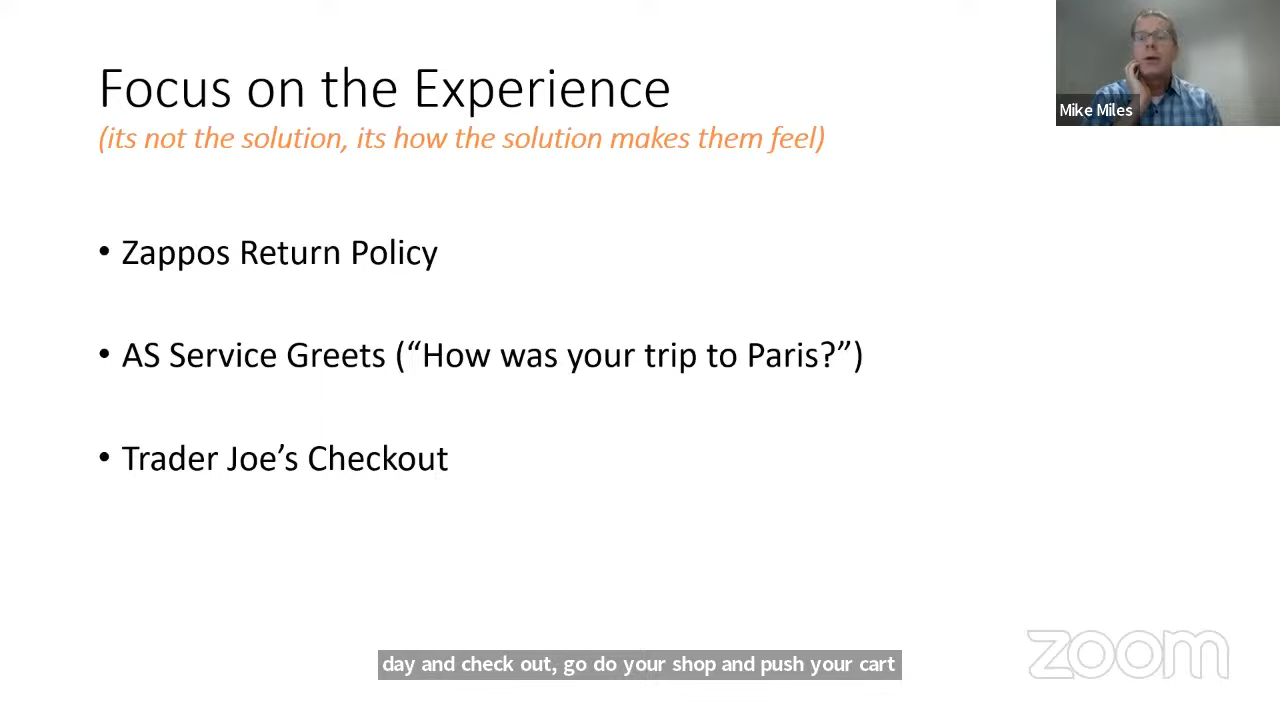 Focus on the Experience
(its not the solution, its how the solution makes them feel)
Mike Miles
• Zappos Return Policy
• AS Service Greets (“How was your trip to Paris?”)
• Trader Joe’s Checkout
day and check out, go do your shop and push your cart
zoom